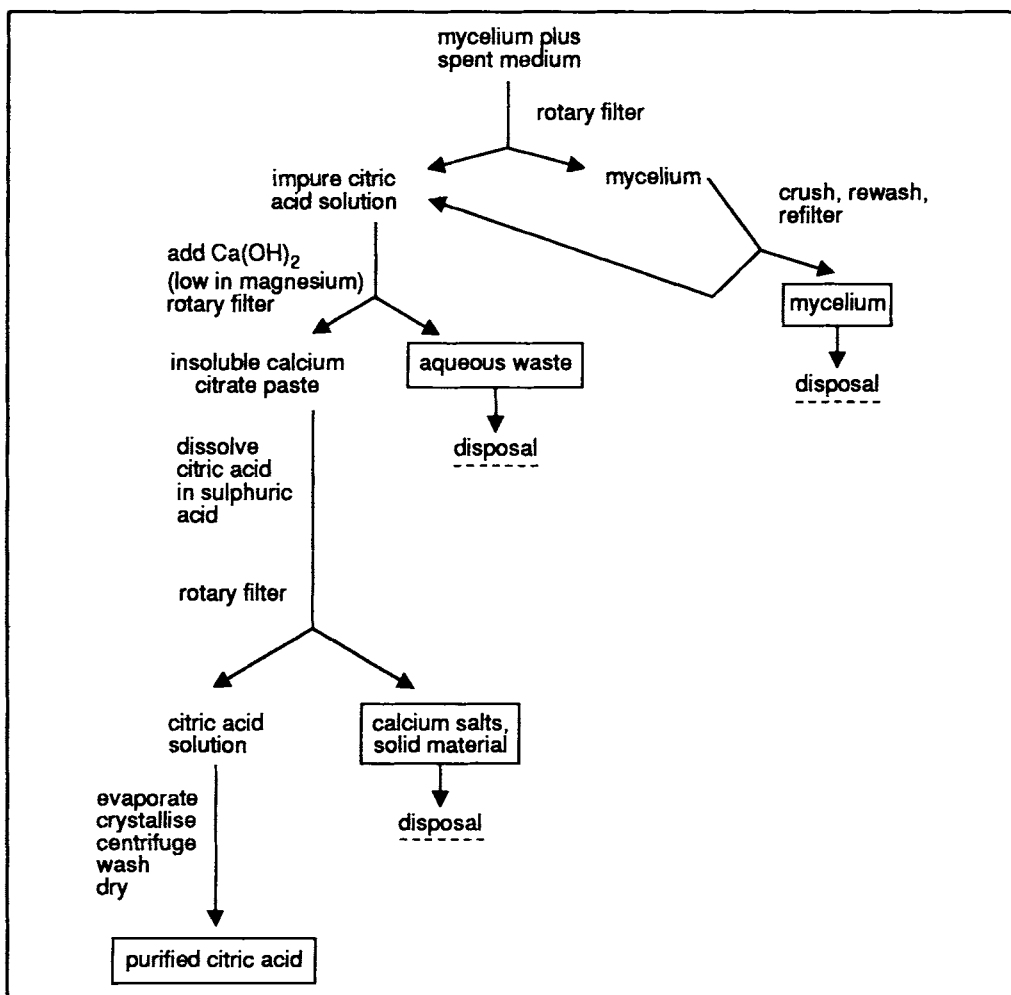 mycelium plus
spent medium
rotary filter
impure citric
acid solution
mycelium
crush, rewash,
refilter
add Ca(OH)₂
(low in magnesium)
rotary filter
mycelium
disposal
insoluble calcium
citrate paste
aqueous waste
disposal
dissolve
citric acid
in sulphuric
acid
rotary filter
citric acid
solution
calcium salts,
solid material
disposal
evaporate
crystallise
centrifuge
wash
dry
purified citric acid